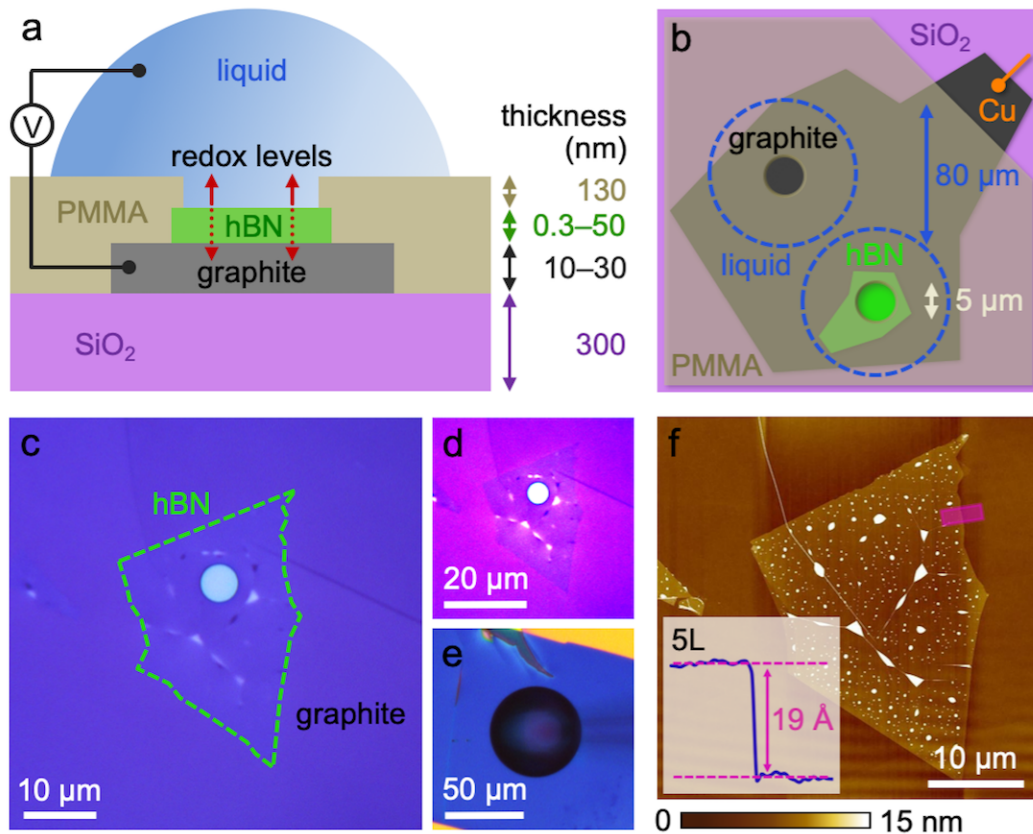 a
liquid
V
redox levels
PMMA
hBN
graphite
SiO₂
thickness
(nm)
130
0.3–50
10–30
300
b
SiO₂
Cu
graphite
80 µm
liquid
hBN
5 µm
PMMA
c
hBN
graphite
10 µm
d
20 µm
e
50 µm
f
5L
19 Å
10 µm
0
15 nm